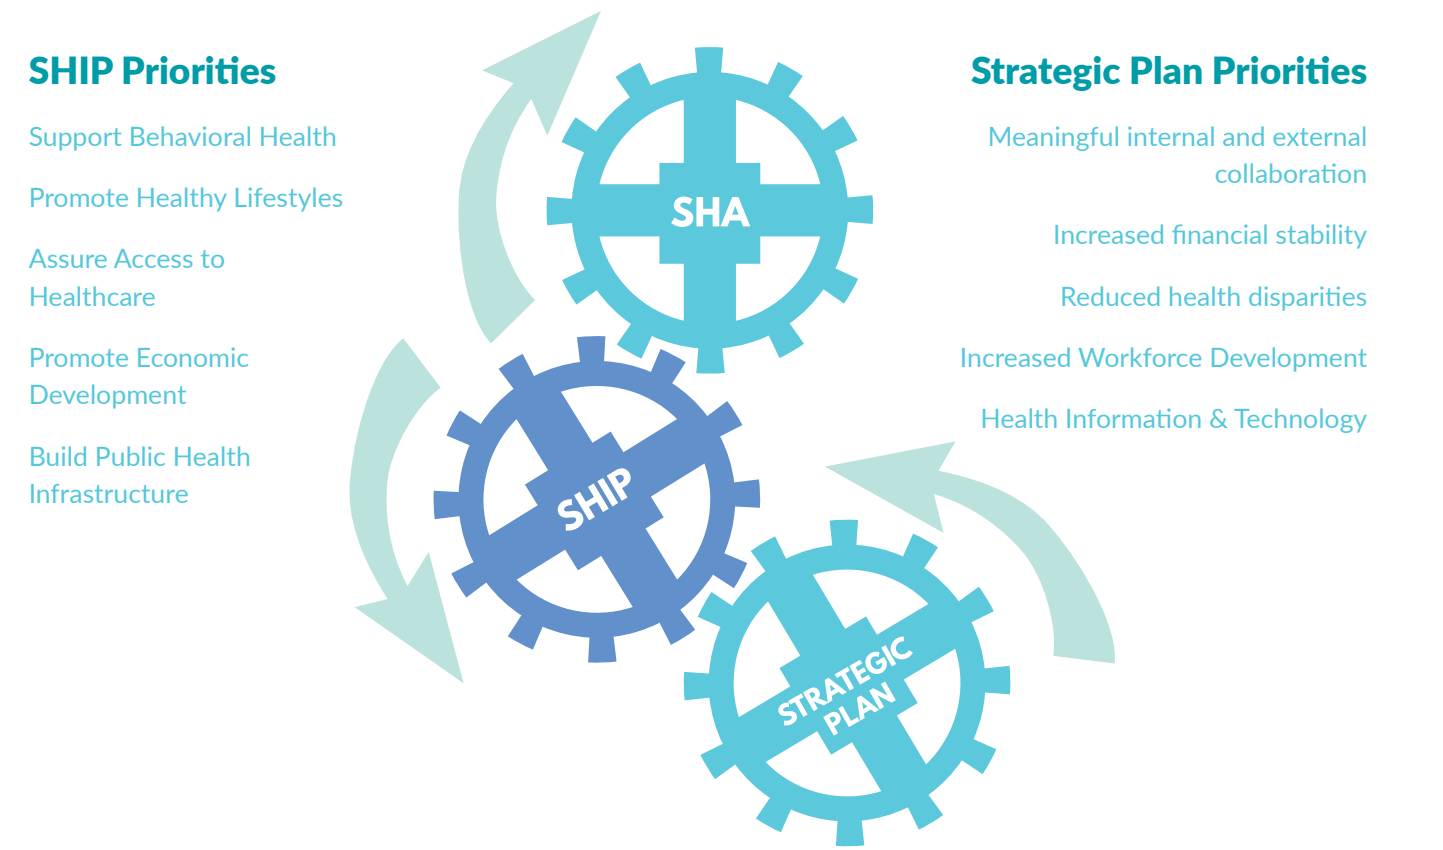 SHIP Priorities
Support Behavioral Health
Promote Healthy Lifestyles
Assure Access to
Healthcare
Promote Economic
Development
Build Public Health
Infrastructure
SHA
SHIP
STRATEGIC
PLAN
Strategic Plan Priorities
Meaningful internal and external
collaboration
Increased financial stability
Reduced health disparities
Increased Workforce Development
Health Information & Technology